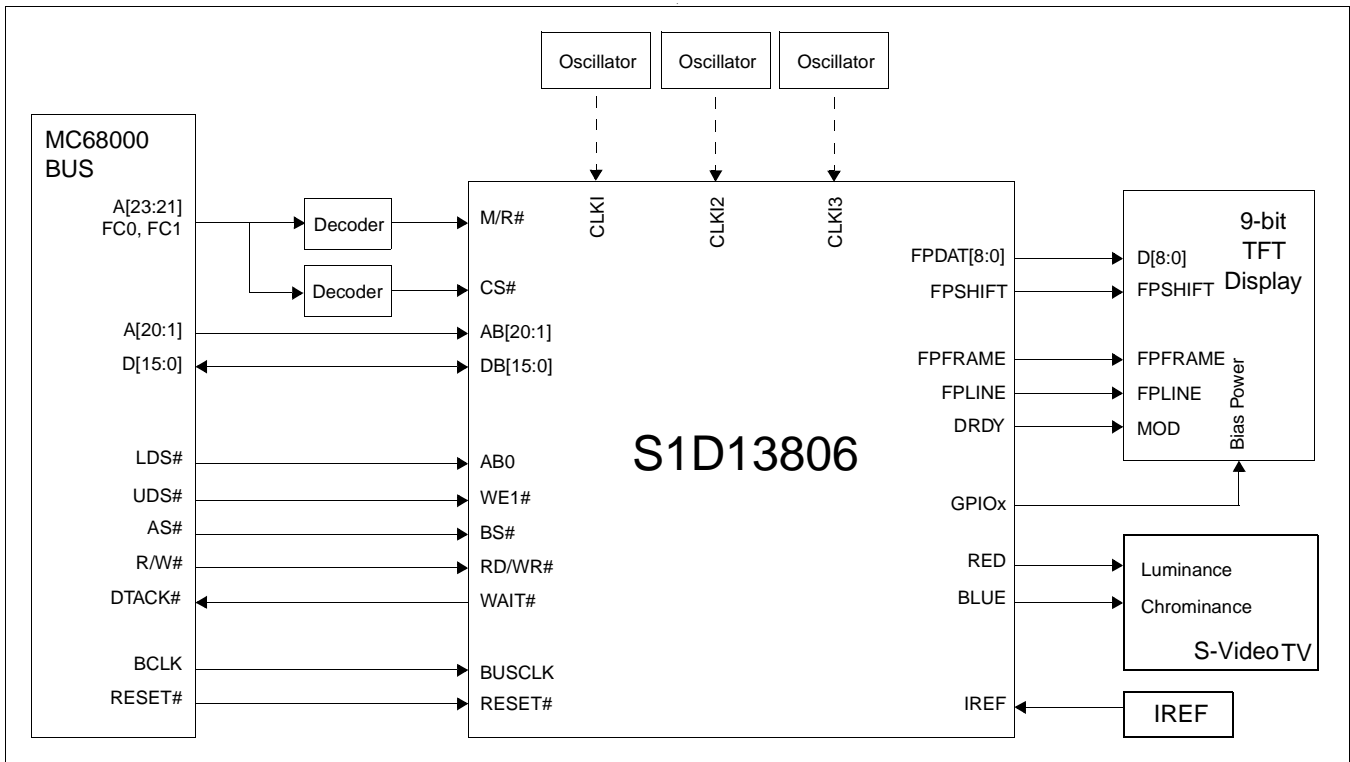 Oscillator
Oscillator
Oscillator
MC68000
BUS
A[23:21]
FC0, FC1
A[20:1]
D[15:0]
LDS#
UDS#
AS#
R/W#
DTACK#
BCLK
RESET#
Decoder
Decoder
M/R#
CS#
AB[20:1]
DB[15:0]
AB0
WE1#
BS#
RD/WR#
WAIT#
BUSCLK
RESET#
CLKI
CLKI2
CLKI3
S1D13806
FPDAT[8:0]
FPSHIFT
FPFRAME
FPLINE
DRDY
GPIOx
RED
BLUE
IREF
9-bit
TFT
Display
D[8:0]
FPSHIFT
FPFRAME
FPLINE
MOD
Bias Power
Luminance
Chrominance
S-Video TV
IREF